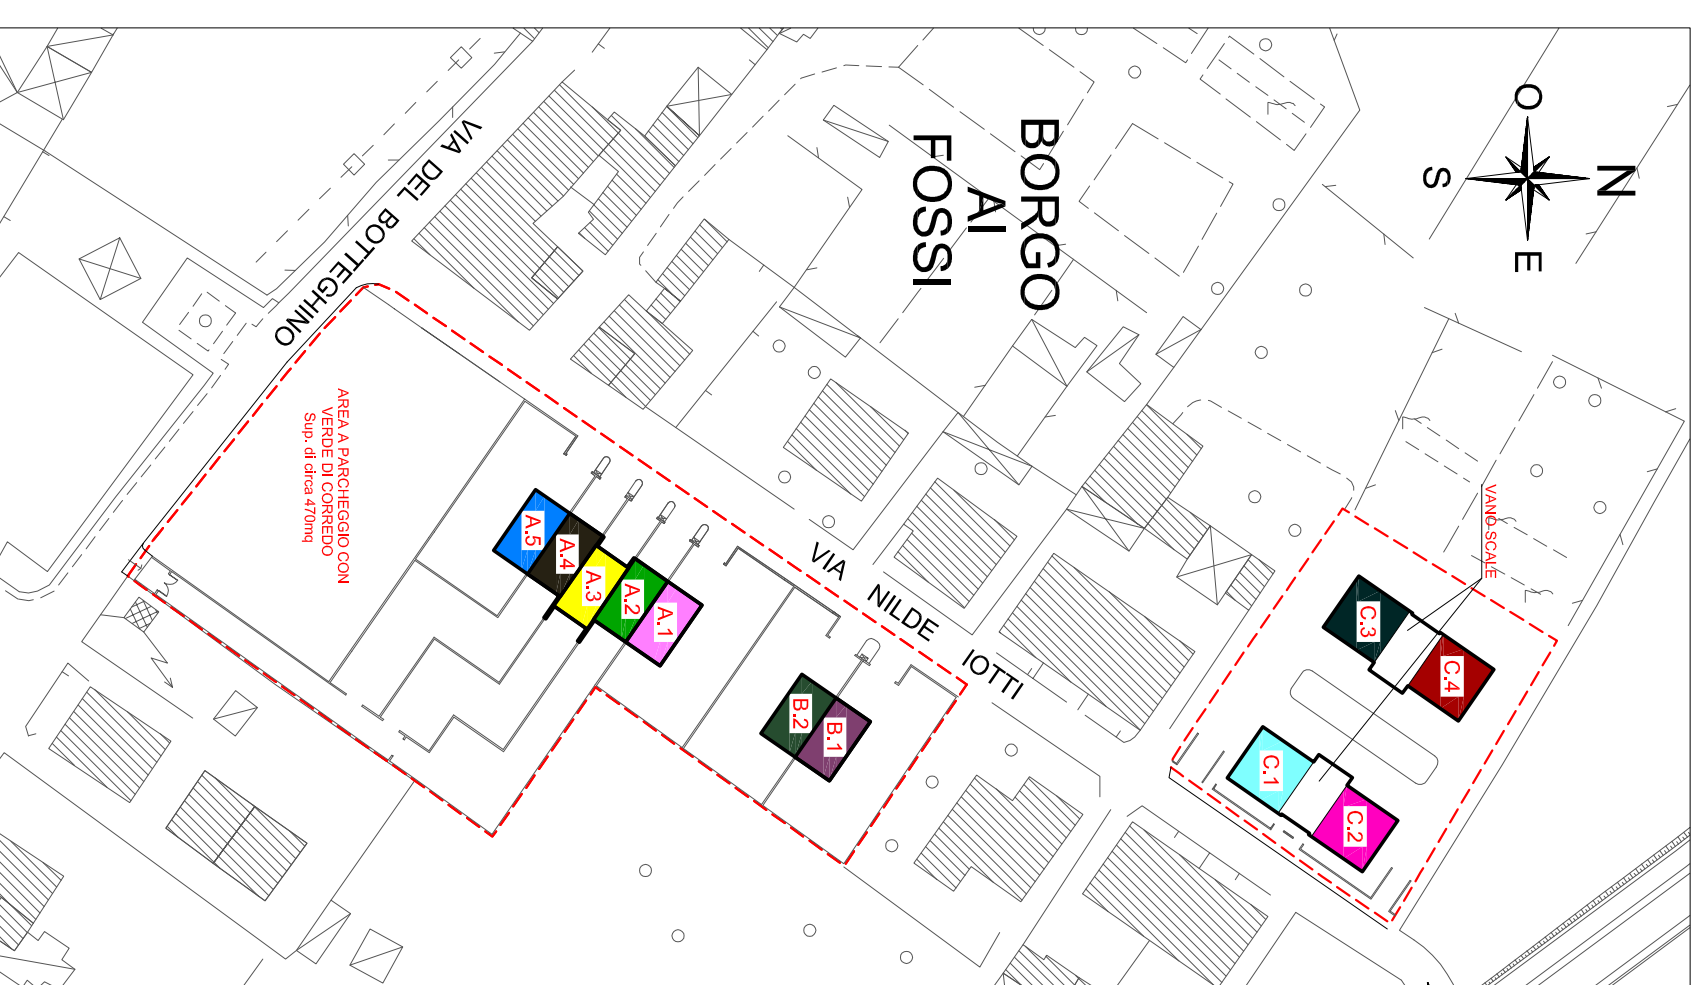 O
N
S
E
BORGO
AI
FOSSI
VIA DEL BOTTEGHINO
VIA NILDE IOTTI
VANO SCALE
AREA A PARCHEGGIO CON
VERDE DI CORREDO
Sup. di circa 470mq
A.5
A.4
A.3
A.2
A.1
B.2
B.1
C.3
C.4
C.1
C.2